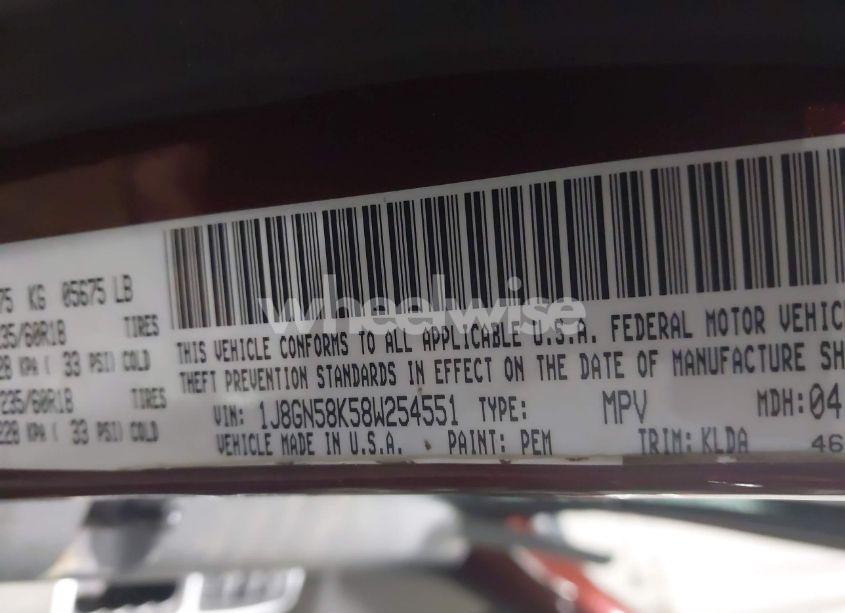 75 KG 05675 LB
235/60R18 TIRES
228 KPA ( 33 PSI) COLD
235/60R18 TIRES
228 KPA ( 33 PSI) COLD
wheelwise
THIS VEHICLE CONFORMS TO ALL APPLICABLE U.S.A. FEDERAL MOTOR VEHIC
THEFT PREVENTION STANDARDS IN EFFECT ON THE DATE OF MANUFACTURE SH
VIN: 1J8GN58K58W254551 TYPE: MPV MDH: 04
VEHICLE MADE IN U.S.A. PAINT: PEM TRIM: KLDA 46